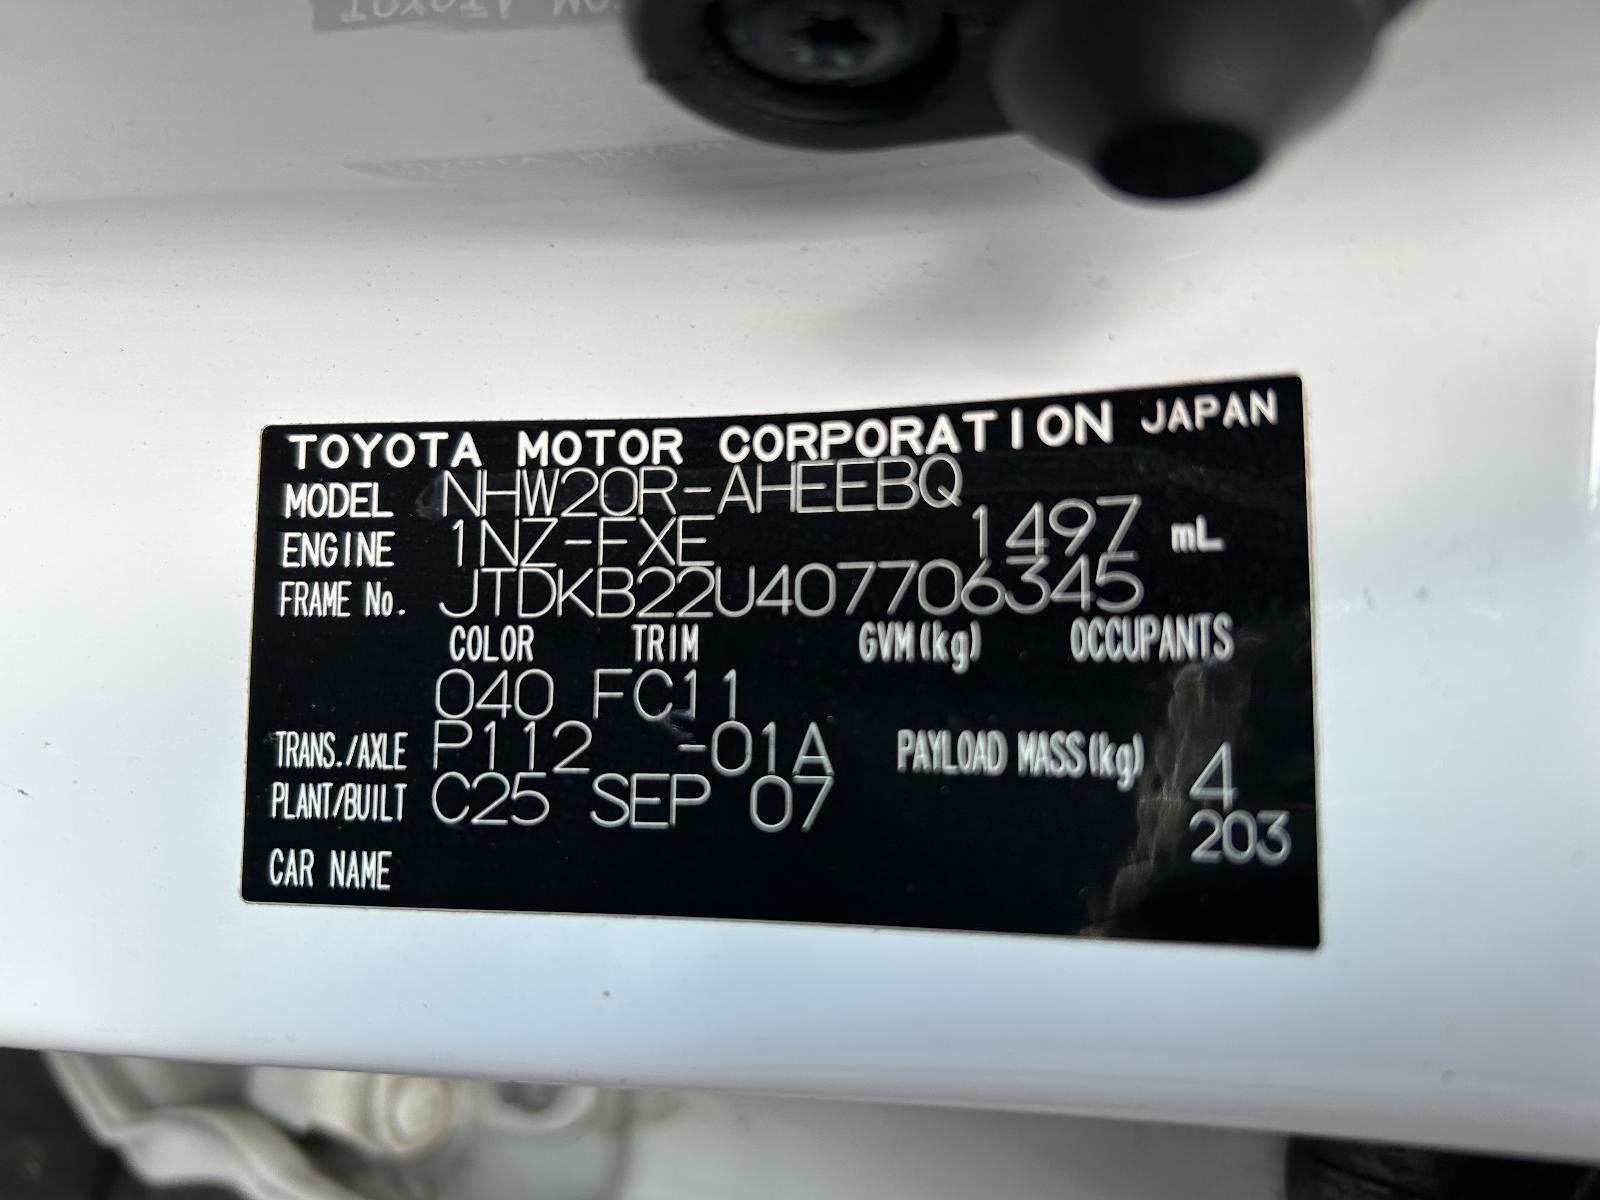 TOYOTA MOTOR CORPORATION JAPAN
MODEL NHW20R-AHEEBQ
ENGINE 1NZ-FXE 1497 mL
FRAME No. JTDKB22U407706345
COLOR TRIM GVM(kg) OCCUPANTS
040 FC11
TRANS./AXLE P112 -01A PAYLOAD MASS(kg) 4
PLANT/BUILT C25 SEP 07 203
CAR NAME